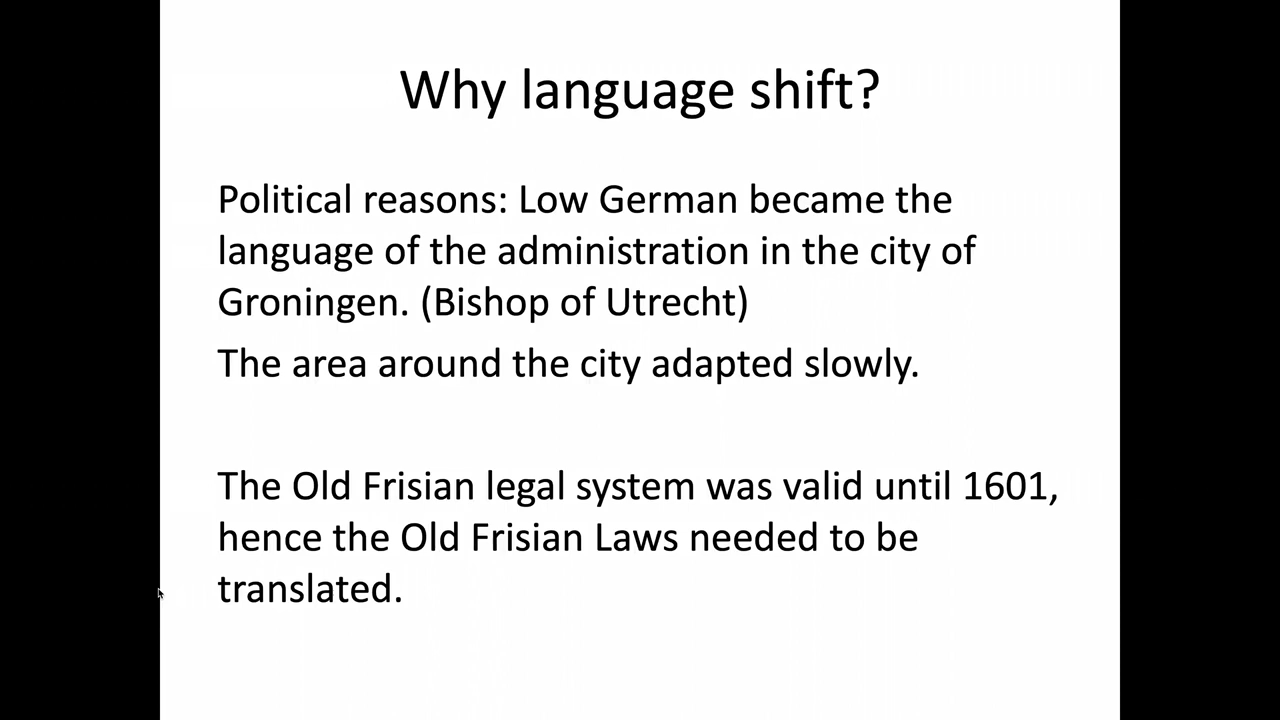 Why language shift?
Political reasons: Low German became the
language of the administration in the city of
Groningen. (Bishop of Utrecht)
The area around the city adapted slowly.
The Old Frisian legal system was valid until 1601,
hence the Old Frisian Laws needed to be
translated.